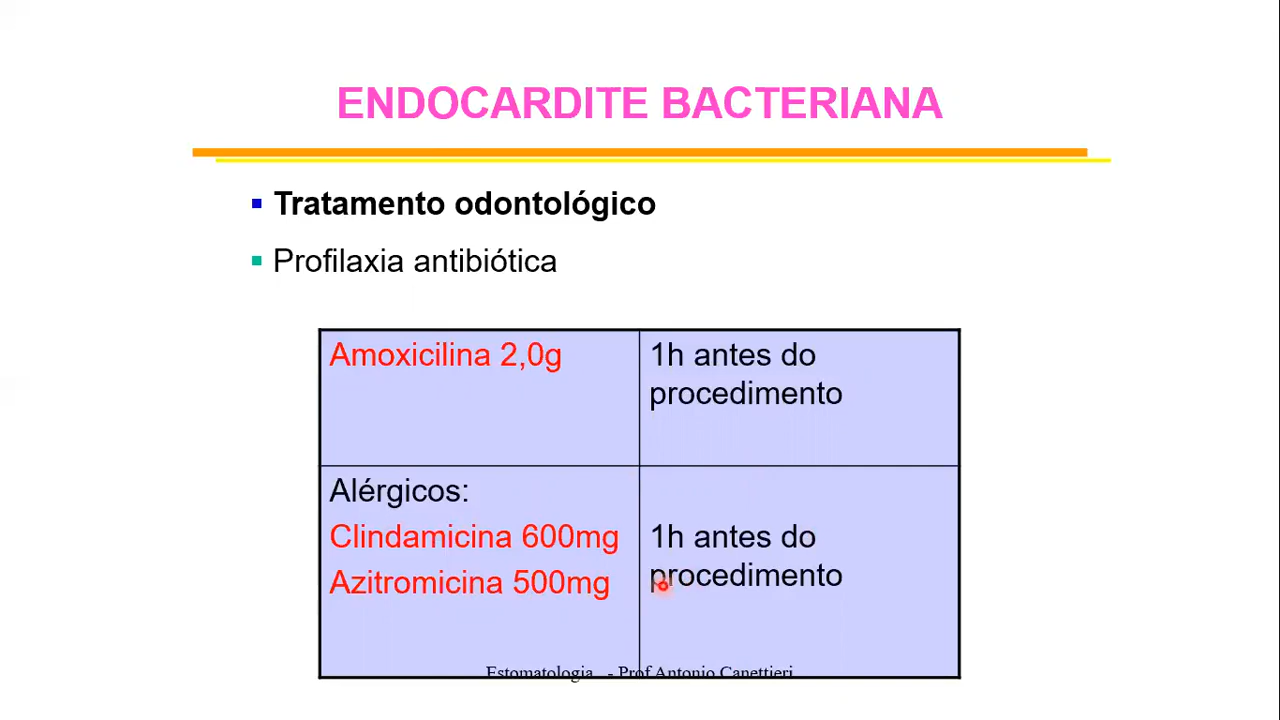 ENDOCARDITE BACTERIANA
Tratamento odontológico
Profilaxia antibiótica
Amoxicilina 2,0g
1h antes do
procedimento
Alérgicos:
Clindamicina 600mg
Azitromicina 500mg
1h antes do
procedimento
Estomatologia - Prof Antonio Canettieri